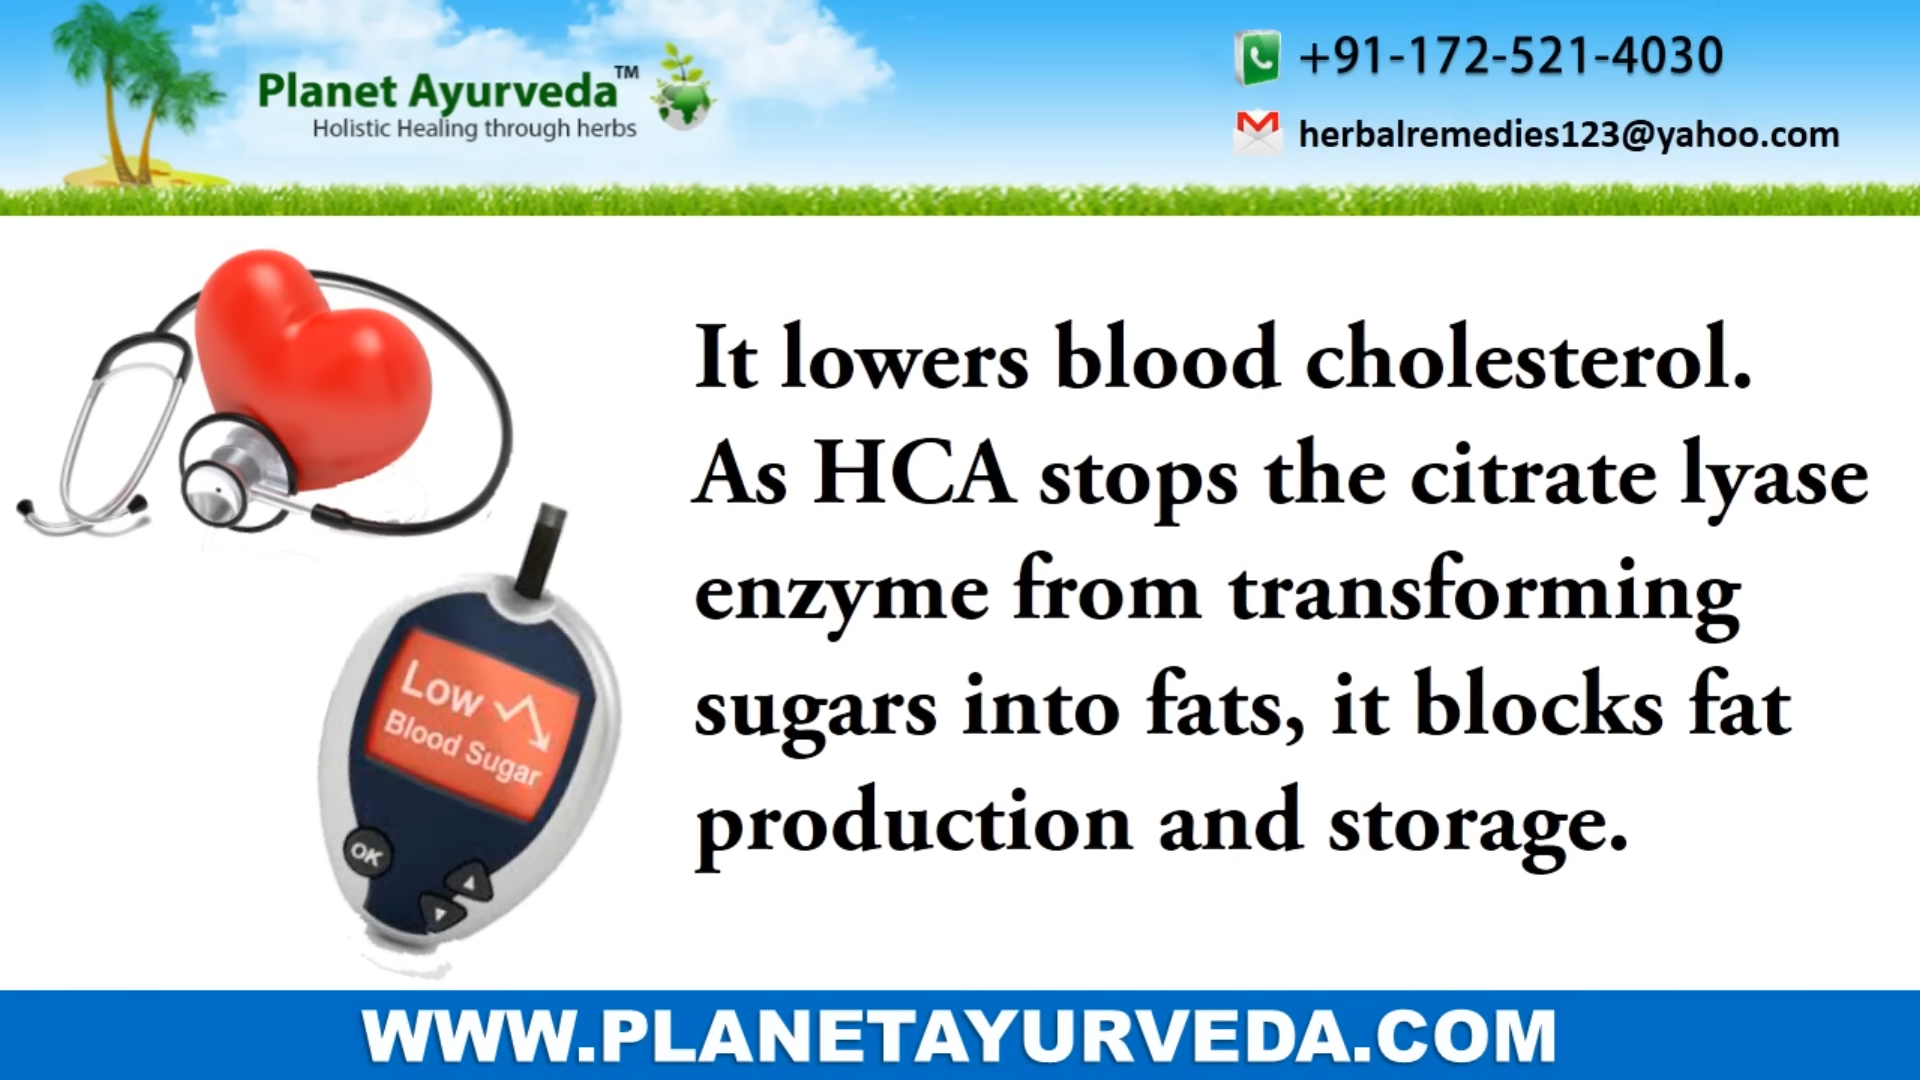 Planet Ayurveda™
Holistic Healing through herbs
+91-172-521-4030
herbalremedies123@yahoo.com
It lowers blood cholesterol.
As HCA stops the citrate lyase
enzyme from transforming
sugars into fats, it blocks fat
production and storage.
Low
Blood Sugar
OK
WWW.PLANETAYURVEDA.COM